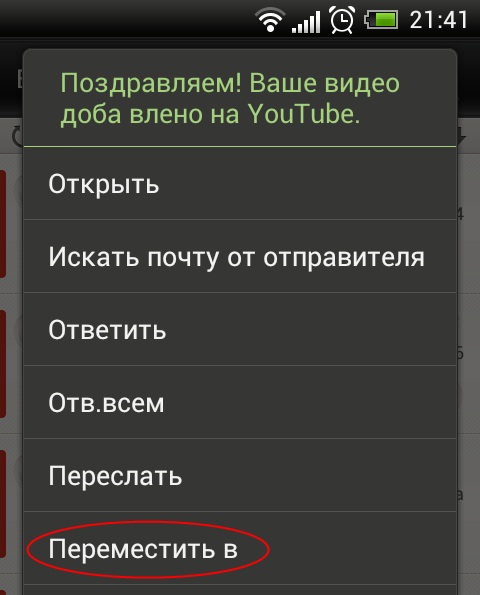 21:41
Поздравляем! Ваше видео
доба влено на YouTube.
Открыть
Искать почту от отправителя
Ответить
Отв.всем
Переслать
Переместить в